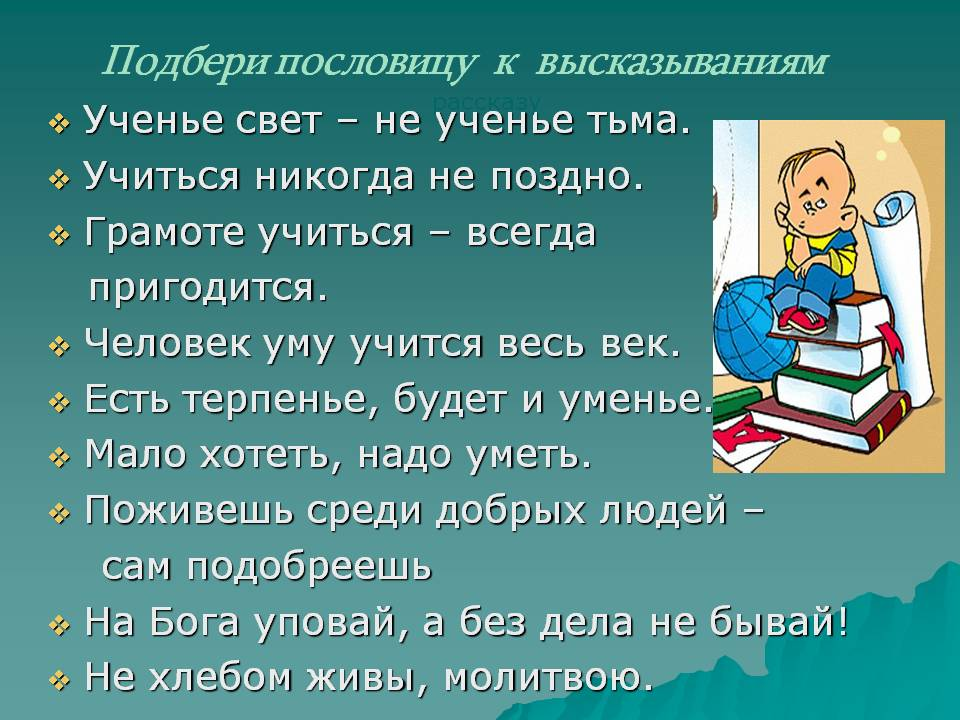 Подбери пословицу к высказываниям
рассказу
❖ Ученье свет – не ученье тьма.
❖ Учиться никогда не поздно.
❖ Грамоте учиться – всегда
пригодится.
❖ Человек уму учится весь век.
❖ Есть терпенье, будет и уменье.
❖ Мало хотеть, надо уметь.
❖ Поживешь среди добрых людей –
сам подобреешь
❖ На Бога уповай, а без дела не бывай!
❖ Не хлебом живы, молитвою.